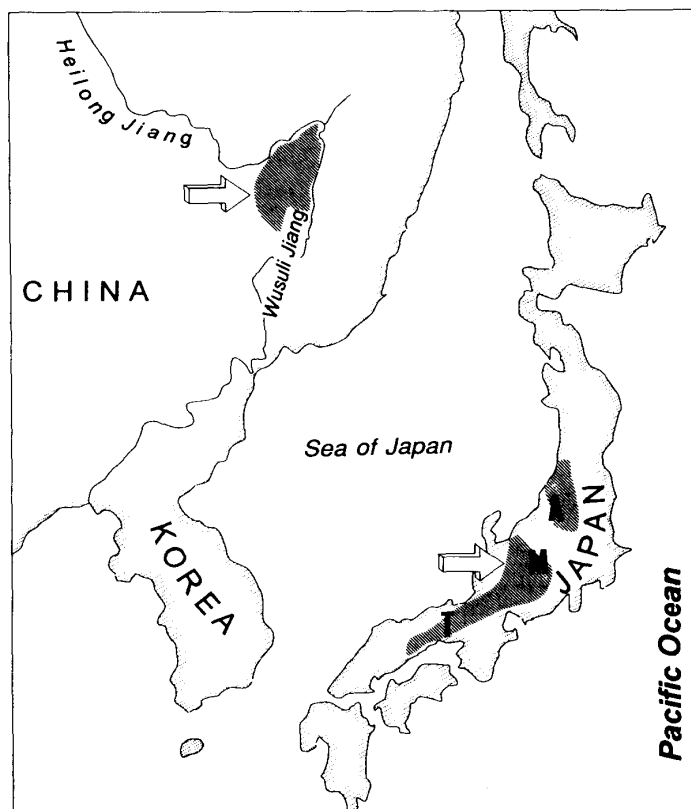 Heilong Jiang
Wusuli Jiang
CHINA
Sea of Japan
KOREA
JAPAN
A
M
T
Pacific Ocean